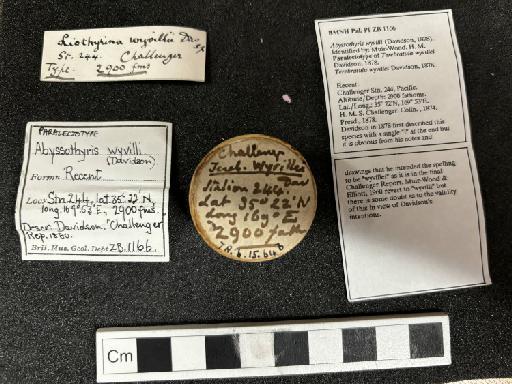 Liothyrina wyvillii Dav. sp
St. 244. Challenger
Type. 2900 fms
PARALECTOTYPE
Abyssothyris wyvilli
(Davidson)
Form: Recent
Loc: Stn 244, lat 35° 22' N
long. 169° 53' E. 2900 fms
Descr. Davidson, "Challenger
Rep. 1880.
Brit. Mus. Geol. Dept ZB.1166.
Challeng.
Tereb. Wyvillii
Dav
Station 244
Lat 35° 22' N
Long 169° E
2900 fath
BMNH Pal. PI ZB 1166
Abyssothyris wyvilli (Davidson, 1878).
Identified by: Muir-Wood, H. M.
Paralectotype of Terebratula wyvillei
Davidson, 1878.
Terebratula wyvillei Davidson, 1878.
Recent.
Challenger Stn. 244, Pacific.
Altitude/Depth: 2900 fathoms.
Lat./Long.: 35° 22'N, 169° 53'E.
H. M. S. Challenger. Colln.,
Presd., 1878.
Davidson in 1878 first described this
species with a single "i" at the end but
it is obvious from his notes and
drawings that he intended the spelling
to be "wyvillei" as it is in the final
Challenger Report. Muir-Wood &
Elliott, revert to "wyvilli" but
there is some doubt as to the validity
of this in view of Davidson's
intentions.
Cm